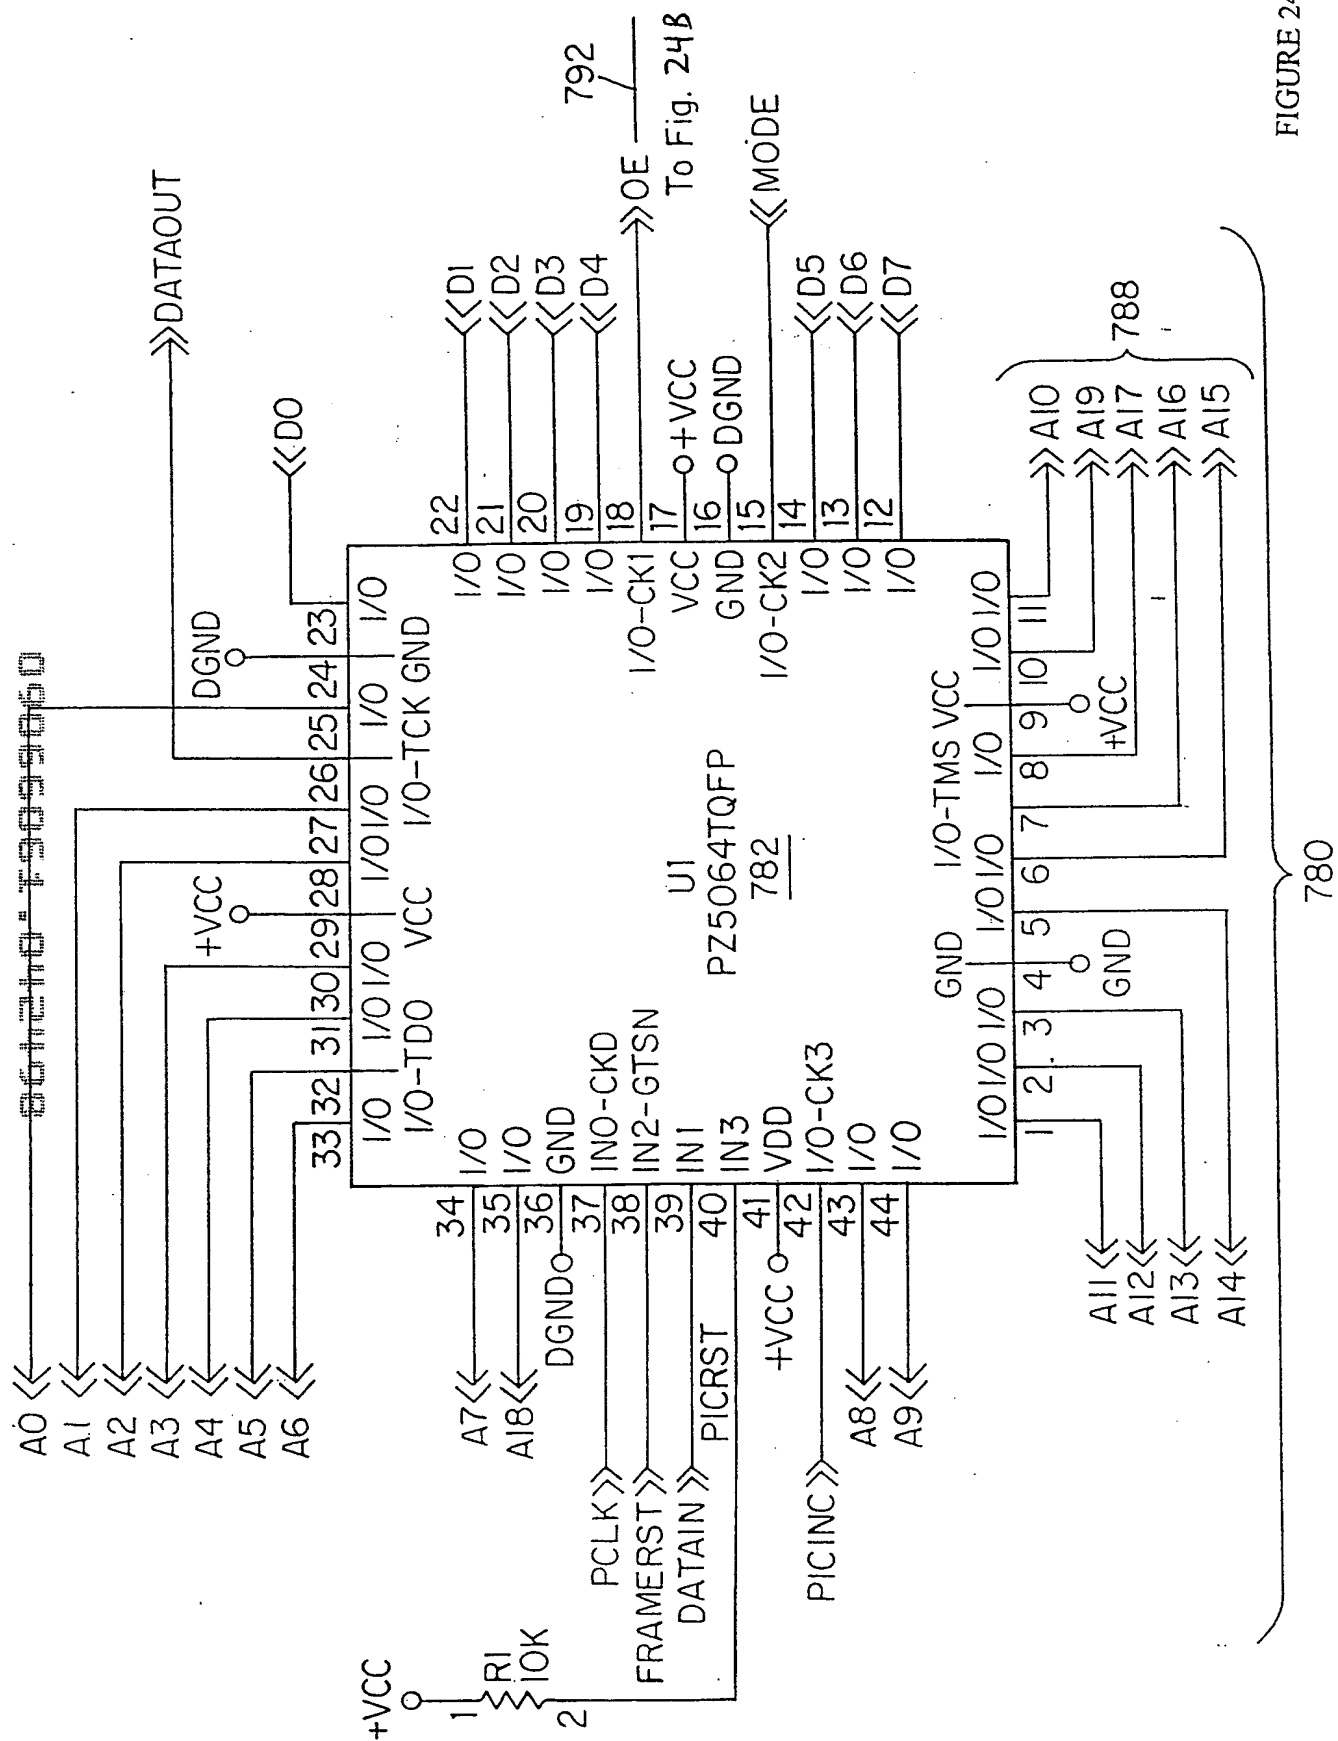 A0
A1
A2
A3
A4
A5
A6
+VCC
DGND
DATAOUT
D0
33 32 31 30 29 28 27 26 25 24 23
I/O
I/O-TDO
I/O
I/O
VCC
I/O
I/O
I/O-TCK
I/O
GND
I/O
A7
A18
DGND
PCLK
FRAMERST
DATAIN
PICRST
+VCC
PICINC
A8
A9
+VCC
1
R1
10K
2
34 I/O
35 I/O
36 GND
37 IN0-CKD
38 IN2-GTSN
39 IN1
40 IN3
41 VDD
42 I/O-CK3
43 I/O
44 I/O
U1
PZ5064TQFP
782
I/O 22 D1
I/O 21 D2
I/O 20 D3
I/O 19 D4
I/O-CK1 18 OE
792
To Fig. 24B
VCC 17 +VCC
GND 16 DGND
I/O-CK2 15 MODE
I/O 14 D5
I/O 13 D6
I/O 12 D7
I/O
I/O
I/O
GND
I/O
I/O
I/O-TMS
I/O
VCC
I/O
I/O
1 2 3 4 5 6 7 8 9 10 11
GND
+VCC
A11
A12
A13
A14
A10
A19
A17
A16
A15
788
780
FIGURE 24